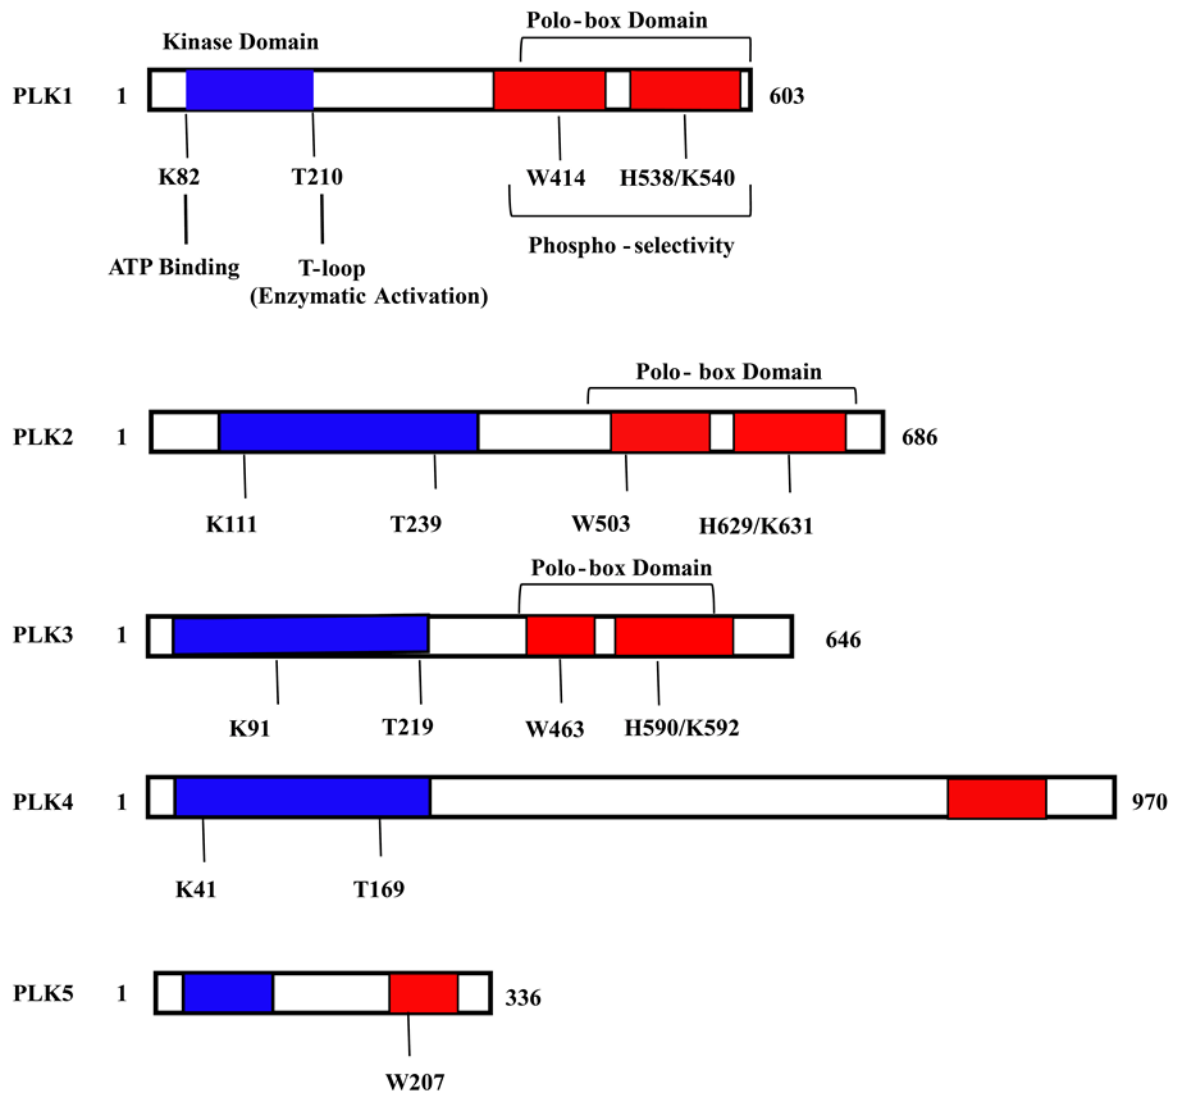 Polo-box Domain
Kinase Domain
PLK1 1 603
K82 T210 W414 H538/K540
Phospho-selectivity
ATP Binding T-loop
(Enzymatic Activation)
Polo-box Domain
PLK2 1 686
K111 T239 W503 H629/K631
Polo-box Domain
PLK3 1 646
K91 T219 W463 H590/K592
PLK4 1 970
K41 T169
PLK5 1 336
W207